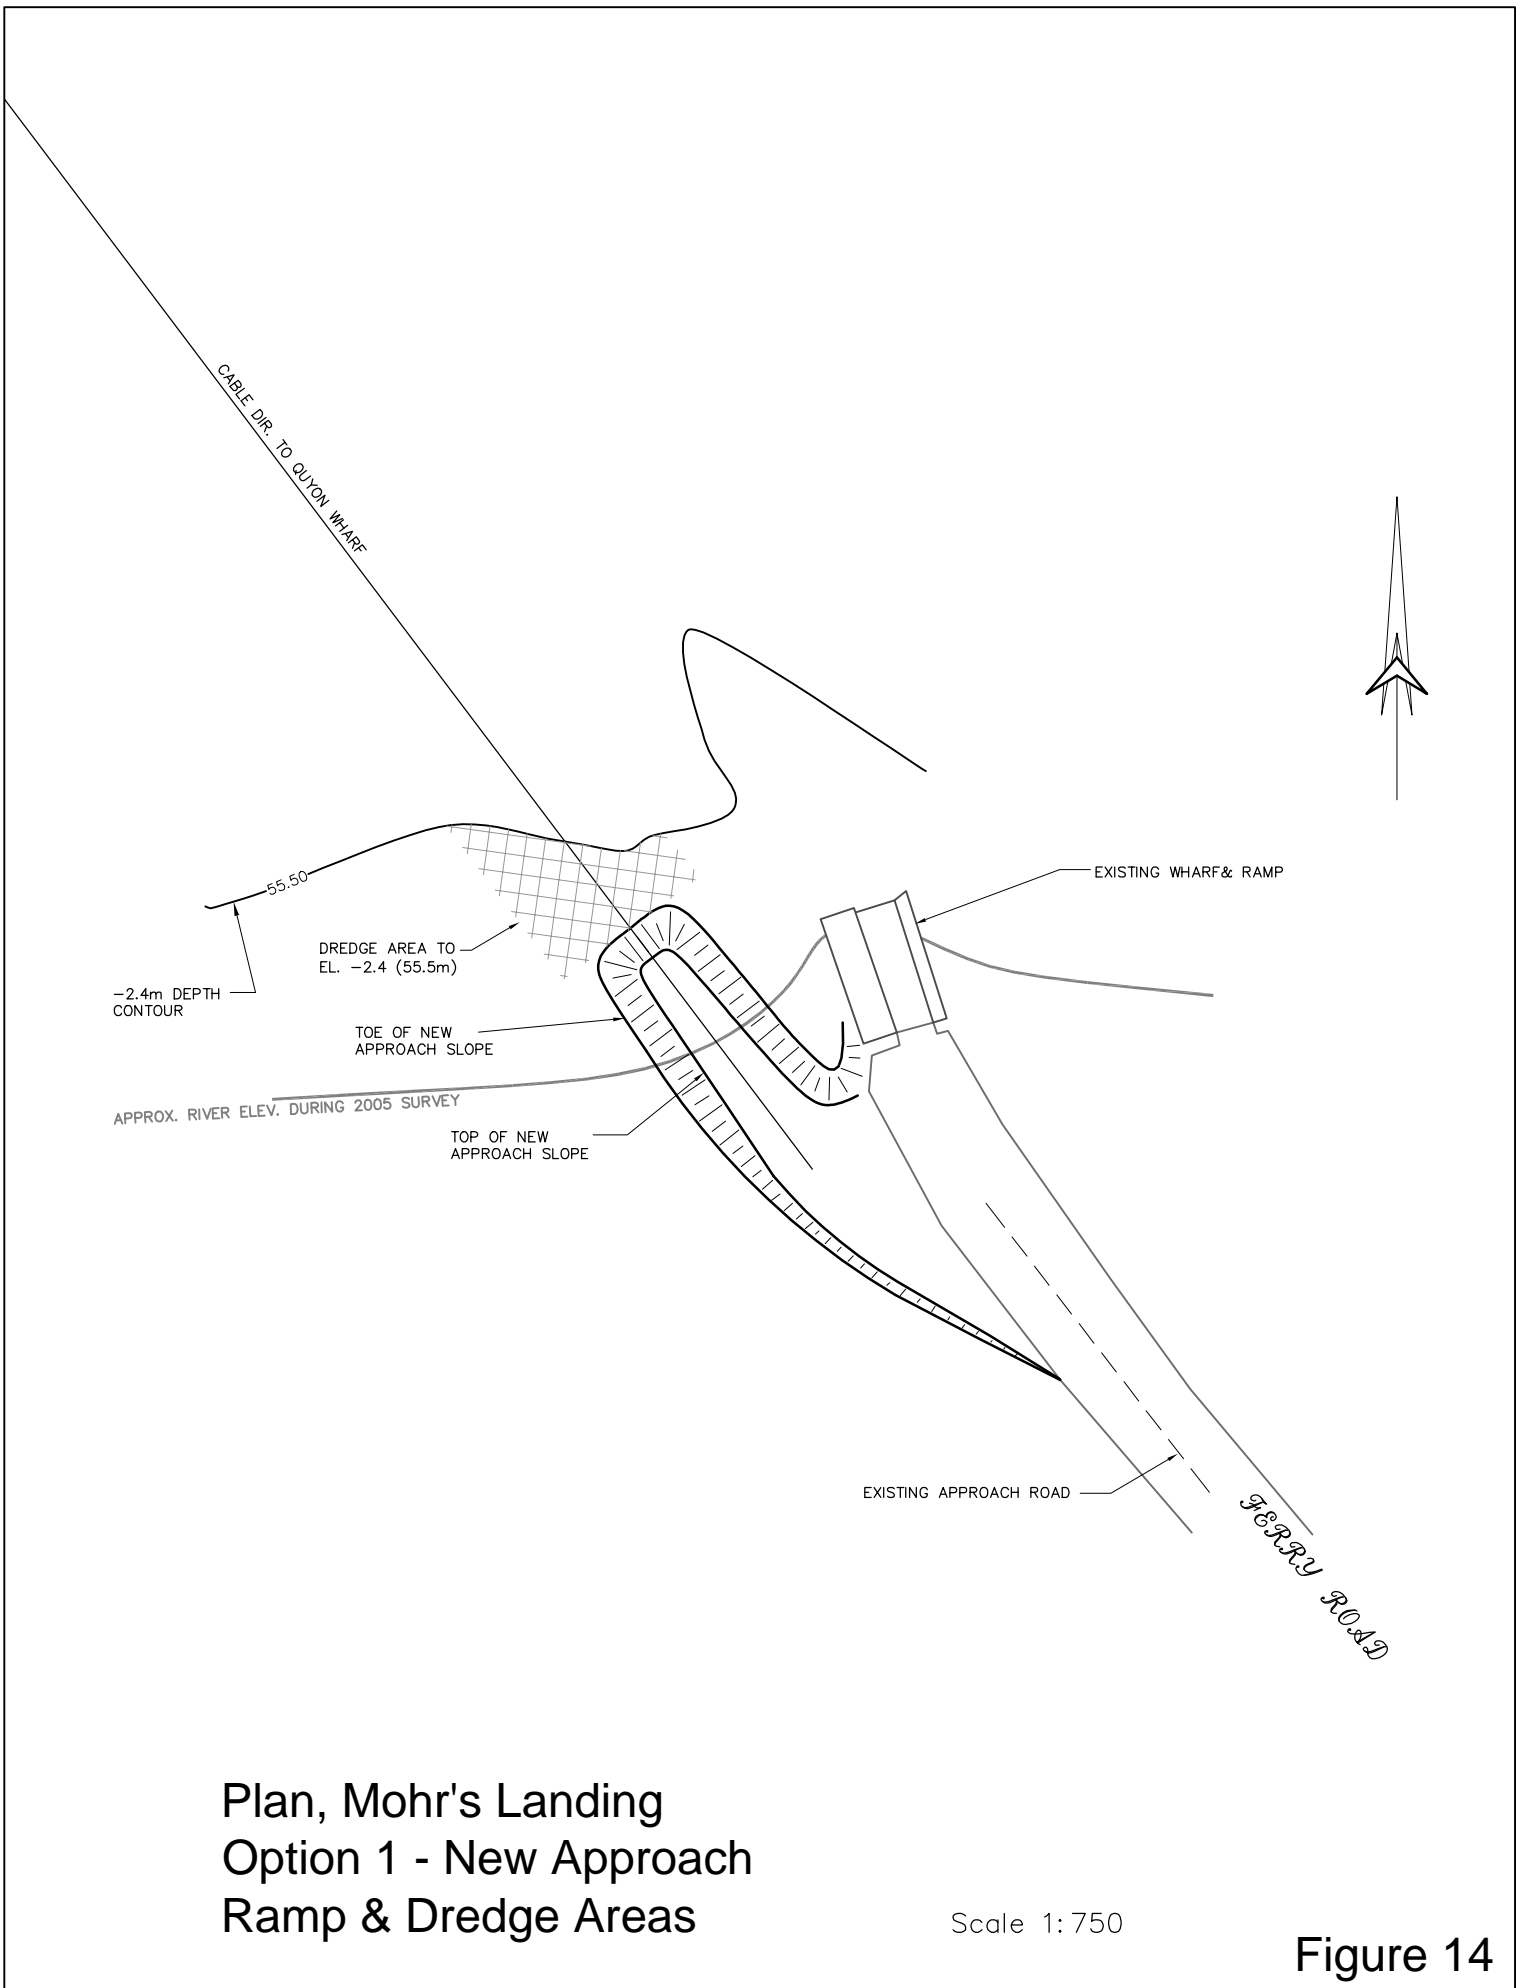 CABLE DIR. TO QUYON WHARF
EXISTING WHARF& RAMP
55.50
DREDGE AREA TO
EL. -2.4 (55.5m)
-2.4m DEPTH
CONTOUR
TOE OF NEW
APPROACH SLOPE
APPROX. RIVER ELEV. DURING 2005 SURVEY
TOP OF NEW
APPROACH SLOPE
EXISTING APPROACH ROAD
FERRY ROAD
Plan, Mohr's Landing
Option 1 - New Approach
Ramp & Dredge Areas
Scale 1:750
Figure 14